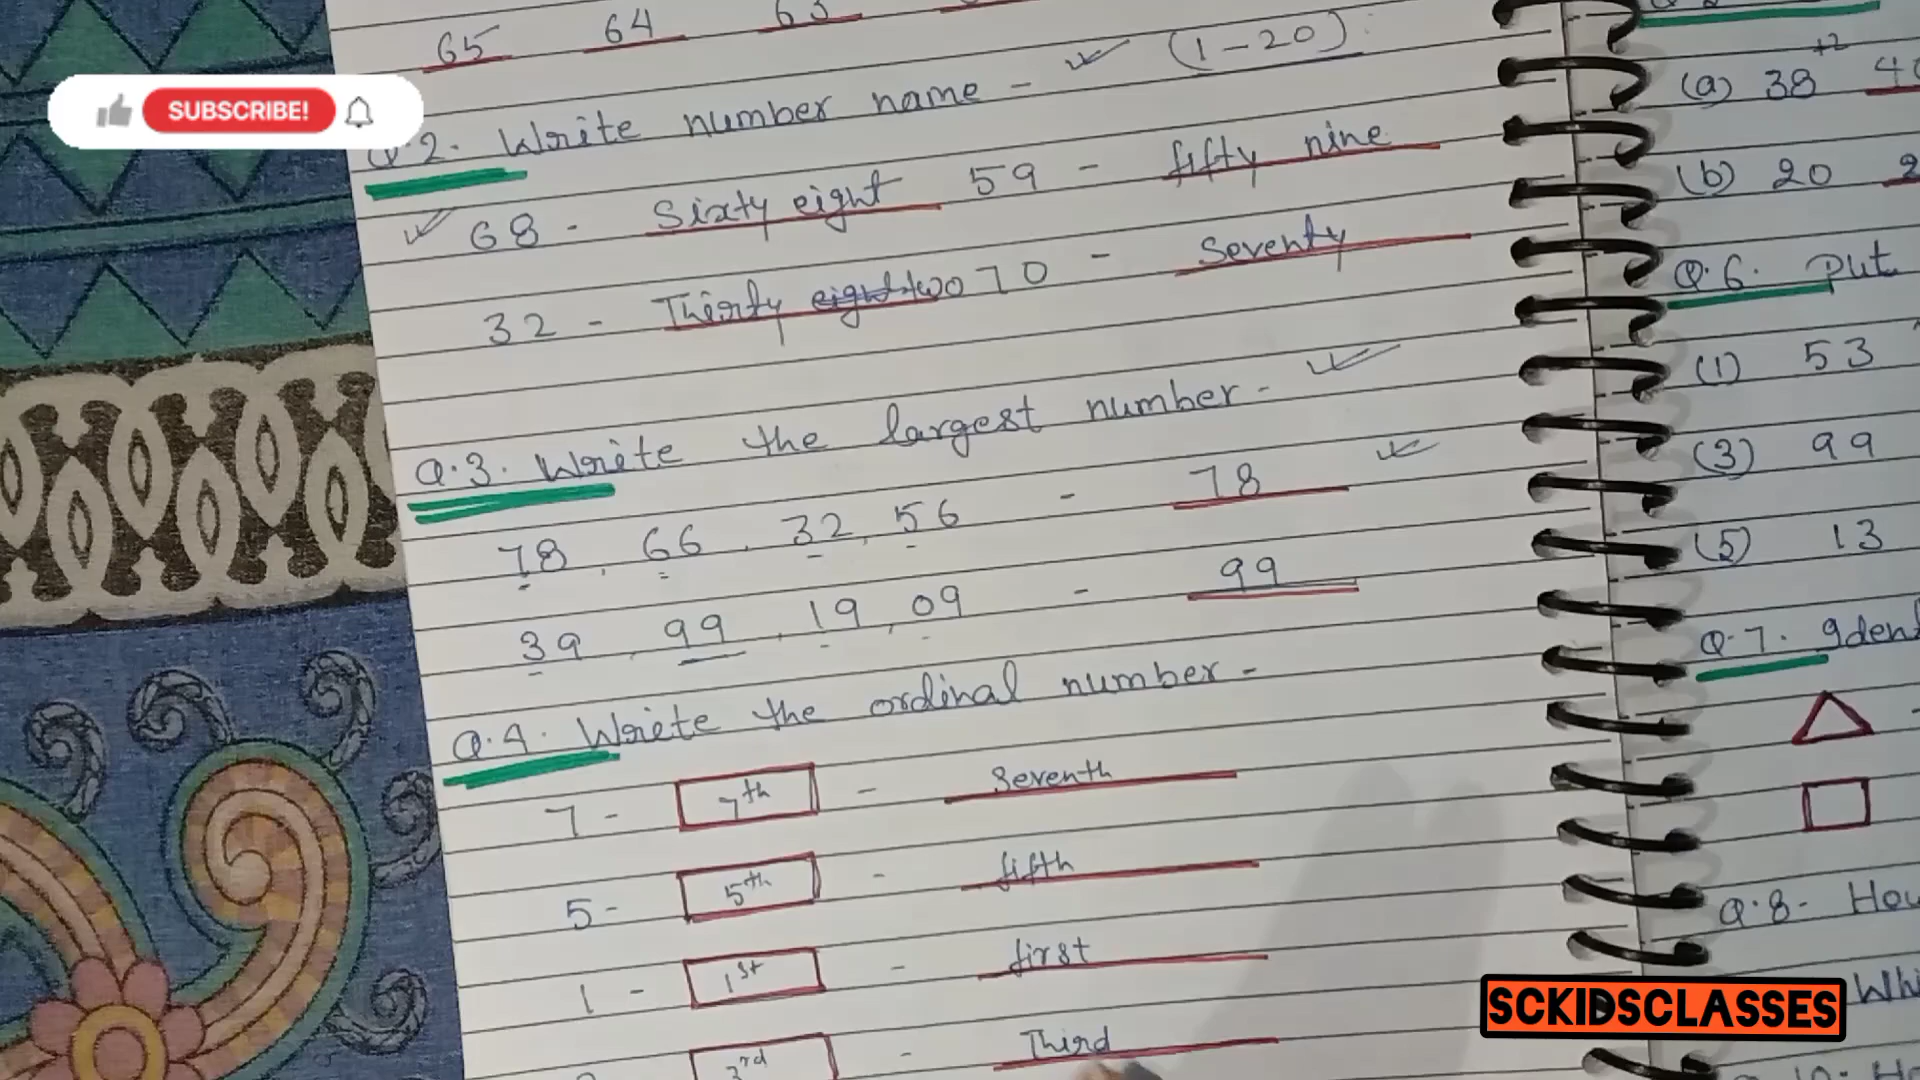 65 64 63
SUBSCRIBE!
Q.2. Write number name - (1-20)
68 - Sixty eight 59 - fifty nine
32 - Thirty eight two 70 - Seventy
Q.3. Write the largest number -
78, 66, 32, 56 - 78
39, 99, 19, 09 - 99
Q.4. Write the ordinal number -
7 - 7th - Seventh
5 - 5th - fifth
1 - 1st - first
3rd - Third
(a) 38 +2
(b) 20
Q.6. Put
(1) 53
(3) 99
(5) 13
Q.7.
Q.8.
SCKIDSCLASSES